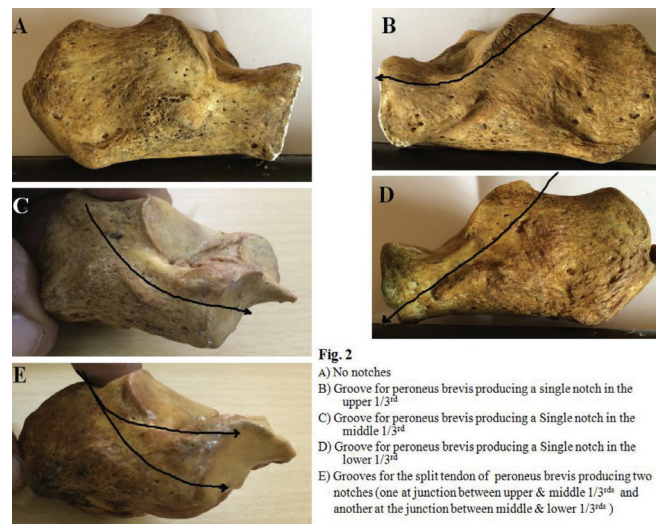 A
B
C
D
E
Fig. 2
A) No notches
B) Groove for peroneus brevis producing a single notch in the
upper 1/3rd
C) Groove for peroneus brevis producing a Single notch in the
middle 1/3rd
D) Groove for peroneus brevis producing a Single notch in the
lower 1/3rd
E) Grooves for the split tendon of peroneus brevis producing two
notches (one at junction between upper & middle 1/3rds and
another at the junction between middle & lower 1/3rds )